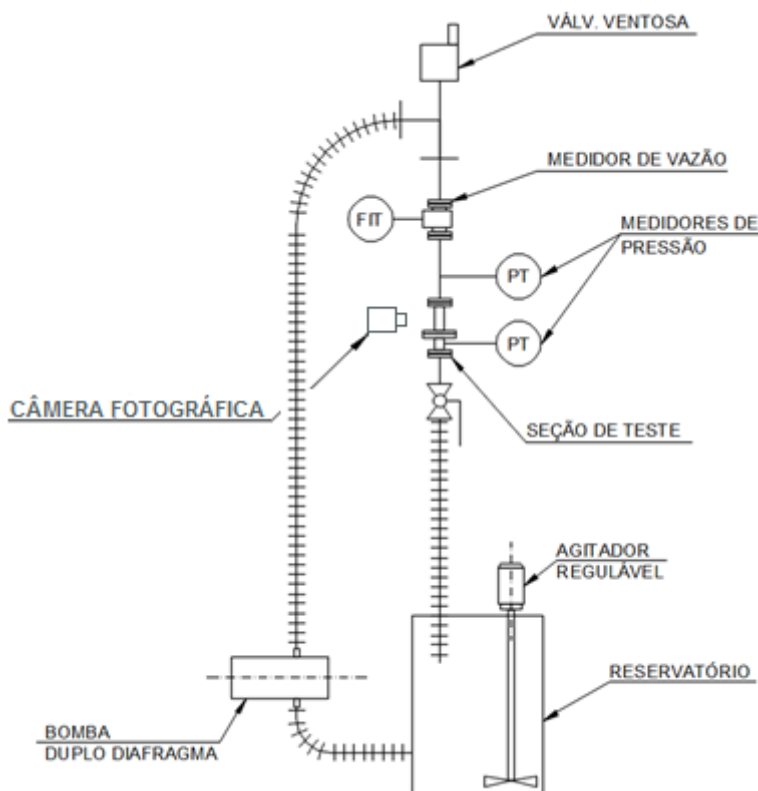 VÁLV. VENTOSA
MEDIDOR DE VAZÃO
FIT
MEDIDORES DE
PRESSÃO
PT
PT
CÂMERA FOTOGRÁFICA
SEÇÃO DE TESTE
AGITADOR
REGULÁVEL
RESERVATÓRIO
BOMBA
DUPLO DIAFRAGMA